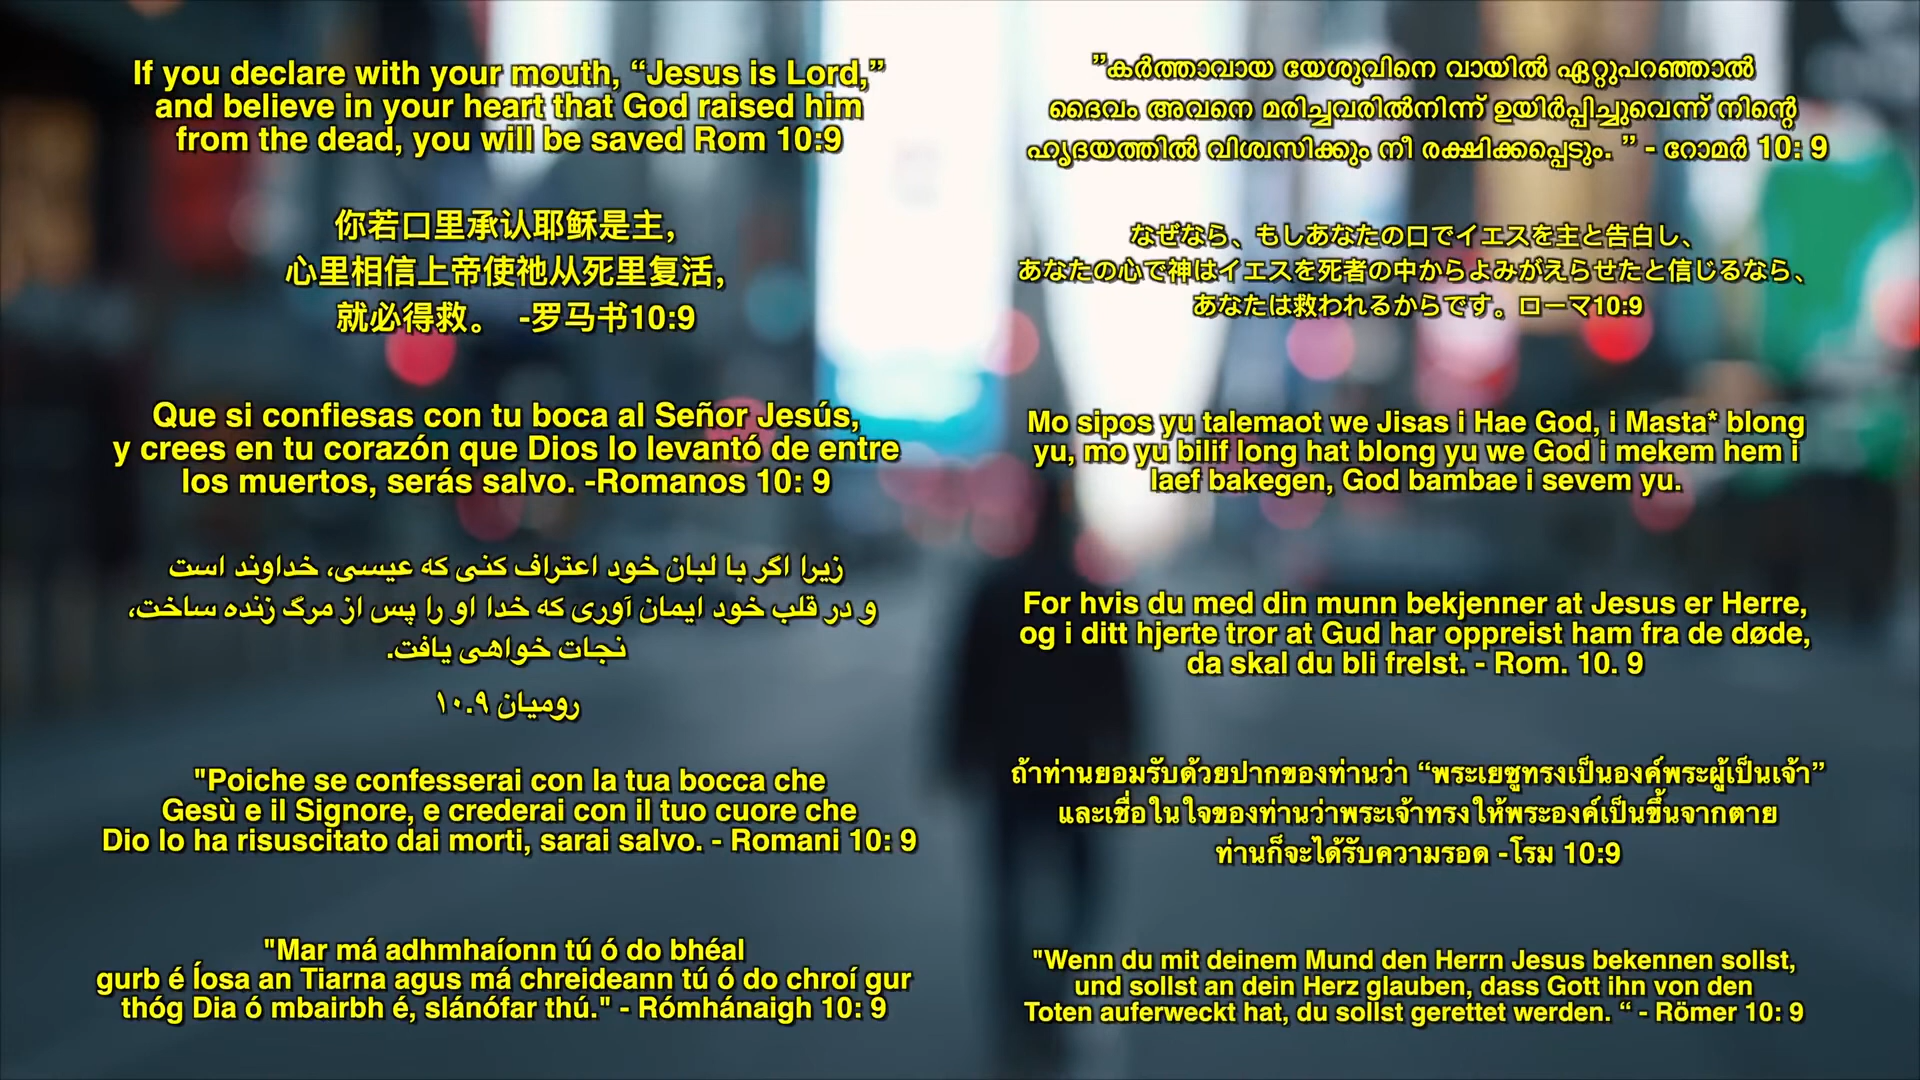 If you declare with your mouth, “Jesus is Lord,”
and believe in your heart that God raised him
from the dead, you will be saved Rom 10:9
你若口里承认耶稣是主，
心里相信上帝使祂从死里复活，
就必得救。 -罗马书10:9
Que si confiesas con tu boca al Señor Jesús,
y crees en tu corazón que Dios lo levantó de entre
los muertos, serás salvo. -Romanos 10: 9
زیرا اگر با لبان خود اعتراف کنی که عیسی، خداوند است
و در قلب خود ایمان آوری که خدا او را پس از مرگ زنده ساخت،
نجات خواهی یافت.
رومیان ۱۰.۹
"Poiche se confesserai con la tua bocca che
Gesù e il Signore, e crederai con il tuo cuore che
Dio lo ha risuscitato dai morti, sarai salvo. - Romani 10: 9
"Mar má adhmhaíonn tú ó do bhéal
gurb é Íosa an Tiarna agus má chreideann tú ó do chroí gur
thóg Dia ó mbairbh é, slánófar thú." - Rómhánaigh 10: 9
”കർത്താവായ യേശുവിനെ വായിൽ ഏറ്റുപറഞ്ഞാൽ
ദൈവം അവനെ മരിച്ചവരിൽനിന്ന് ഉയിർപ്പിച്ചുവെന്ന് നിന്റെ
ഹൃദയത്തിൽ വിശ്വസിക്കും നീ രക്ഷിക്കപ്പെടും. ” - റോമർ 10: 9
なぜなら、もしあなたの口でイエスを主と告白し、
あなたの心で神はイエスを死者の中からよみがえらせたと信じるなら、
あなたは救われるからです。ローマ10:9
Mo sipos yu talemaot we Jisas i Hae God, i Masta* blong
yu, mo yu bilif long hat blong yu we God i mekem hem i
laef bakegen, God bambae i sevem yu.
For hvis du med din munn bekjenner at Jesus er Herre,
og i ditt hjerte tror at Gud har oppreist ham fra de døde,
da skal du bli frelst. - Rom. 10. 9
ถ้าท่านยอมรับด้วยปากของท่านว่า “พระเยซูทรงเป็นองค์พระผู้เป็นเจ้า”
และเชื่อในใจของท่านว่าพระเจ้าทรงให้พระองค์เป็นขึ้นจากตาย
ท่านก็จะได้รับความรอด -โรม 10:9
"Wenn du mit deinem Mund den Herrn Jesus bekennen sollst,
und sollst an dein Herz glauben, dass Gott ihn von den
Toten auferweckt hat, du sollst gerettet werden. “ - Römer 10: 9